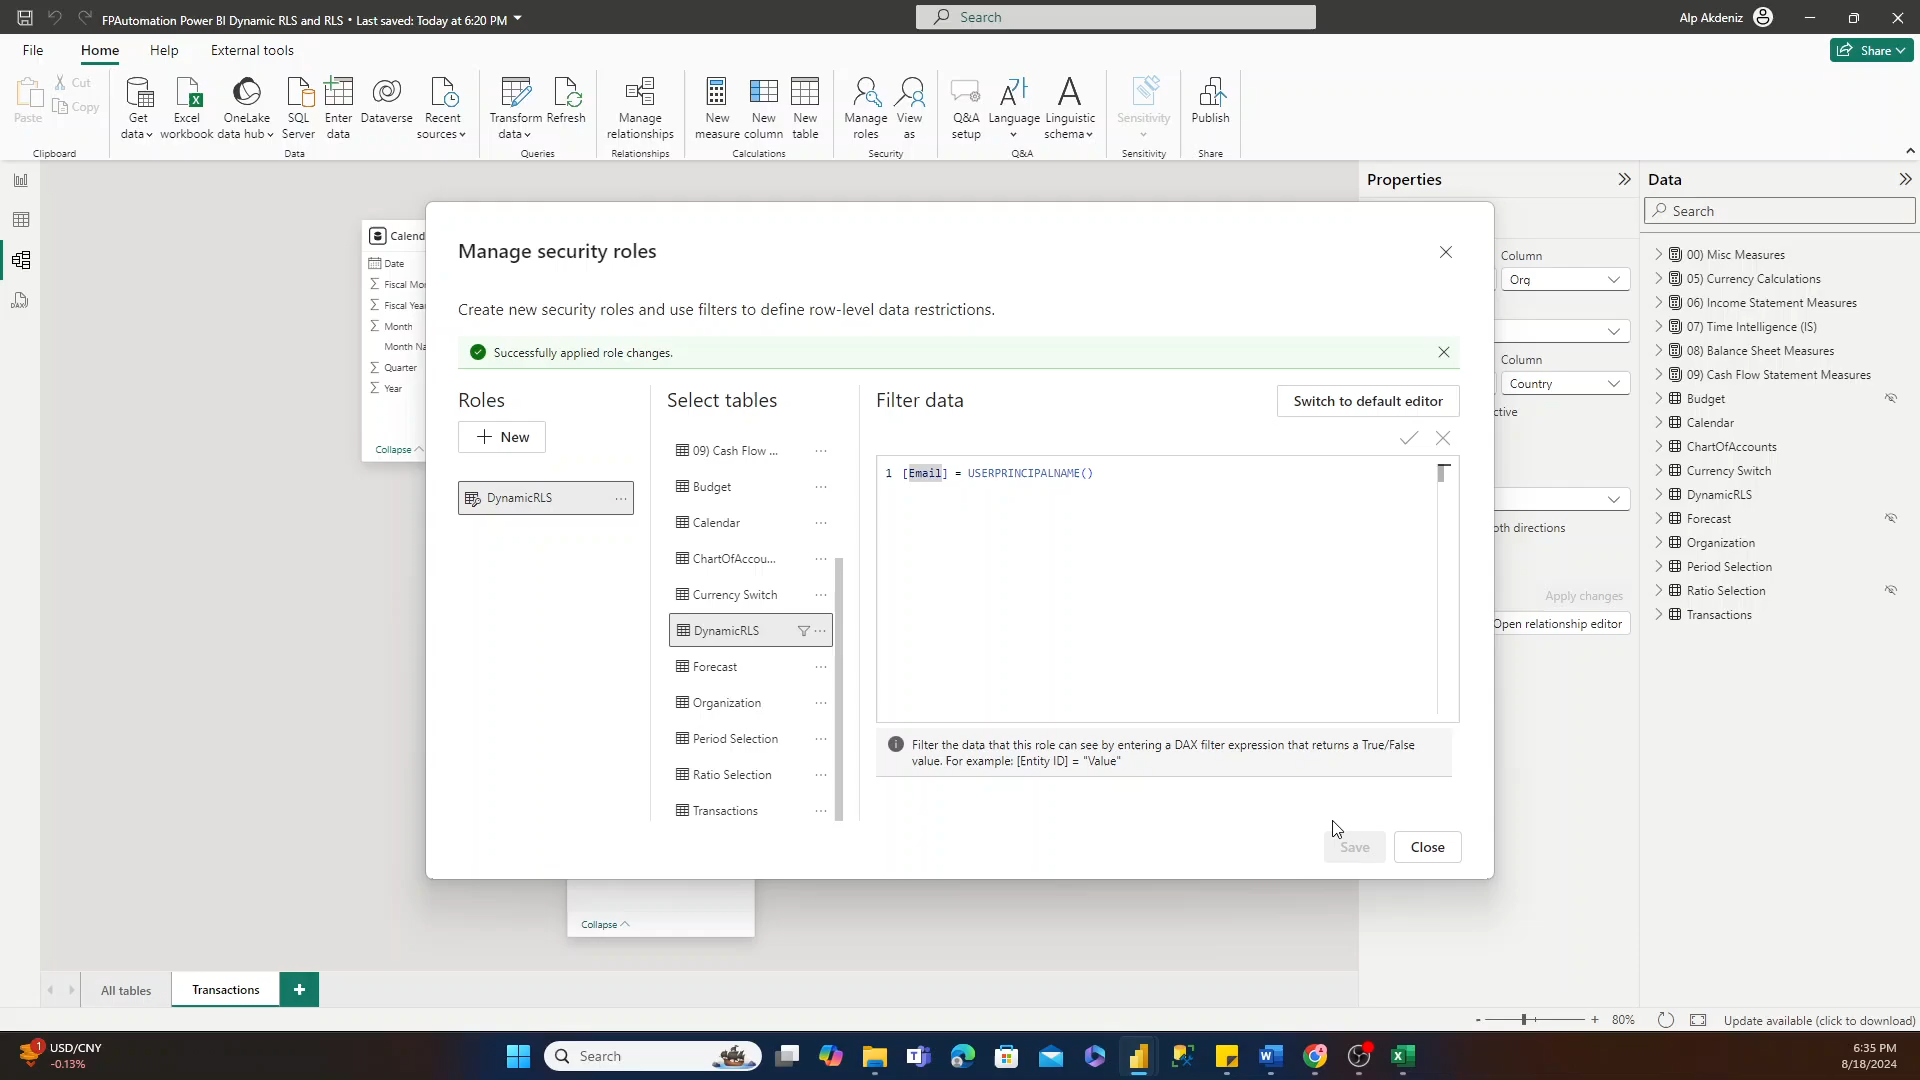 FPAutomation Power BI Dynamic RLS and RLS • Last saved: Today at 6:20 PM
Search
Alp Akdeniz
File
Home
Help
External tools
Share
Paste
Cut
Copy
Get data
Excel workbook
OneLake data hub
SQL Server
Enter data
Dataverse
Recent sources
Transform data
Refresh
Manage relationships
New measure
New column
New table
Manage roles
View as
Q&A setup
Language
Linguistic schema
Sensitivity
Publish
Clipboard
Data
Queries
Relationships
Calculations
Security
Q&A
Sensitivity
Share
Calend
Date
Fiscal Mo
Fiscal Yea
Month
Month Na
Quarter
Year
Collapse
Manage security roles
Create new security roles and use filters to define row-level data restrictions.
Successfully applied role changes.
Roles
New
DynamicRLS
Select tables
09) Cash Flow ...
Budget
Calendar
ChartOfAccou...
Currency Switch
DynamicRLS
Forecast
Organization
Period Selection
Ratio Selection
Transactions
Filter data
Switch to default editor
1 [Email] = USERPRINCIPALNAME()
Filter the data that this role can see by entering a DAX filter expression that returns a True/False
value. For example: [Entity ID] = "Value"
Save
Close
Collapse
Properties
Column
Org
Column
Country
ctive
oth directions
Apply changes
Open relationship editor
Data
Search
00) Misc Measures
05) Currency Calculations
06) Income Statement Measures
07) Time Intelligence (IS)
08) Balance Sheet Measures
09) Cash Flow Statement Measures
Budget
Calendar
ChartOfAccounts
Currency Switch
DynamicRLS
Forecast
Organization
Period Selection
Ratio Selection
Transactions
All tables
Transactions
+
- + 80%
Update available (click to download)
1
USD/CNY
-0.13%
Search
6:35 PM
8/18/2024